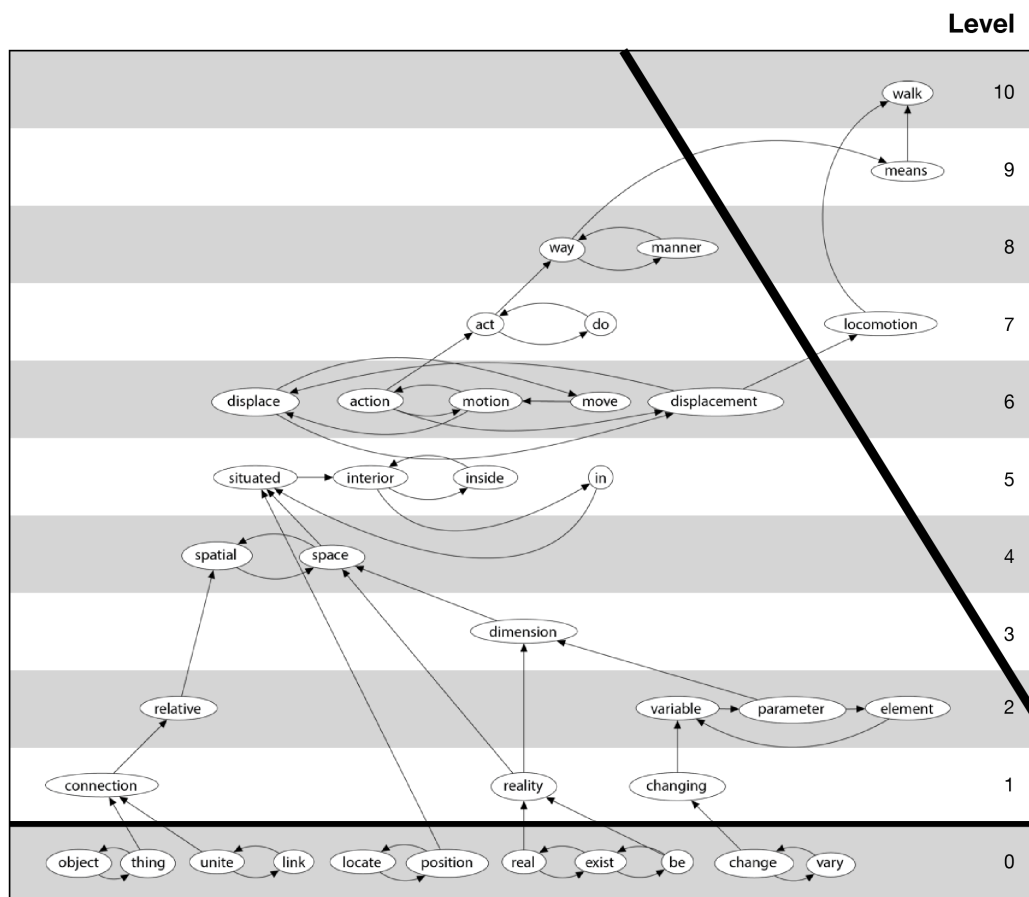 Level
walk 10
means 9
way manner 8
act do 7 locomotion
displace action motion move displacement 6
situated interior inside in 5
spatial space 4
dimension 3
relative variable parameter element 2
connection reality changing 1
object thing unite link locate position real exist be change vary 0